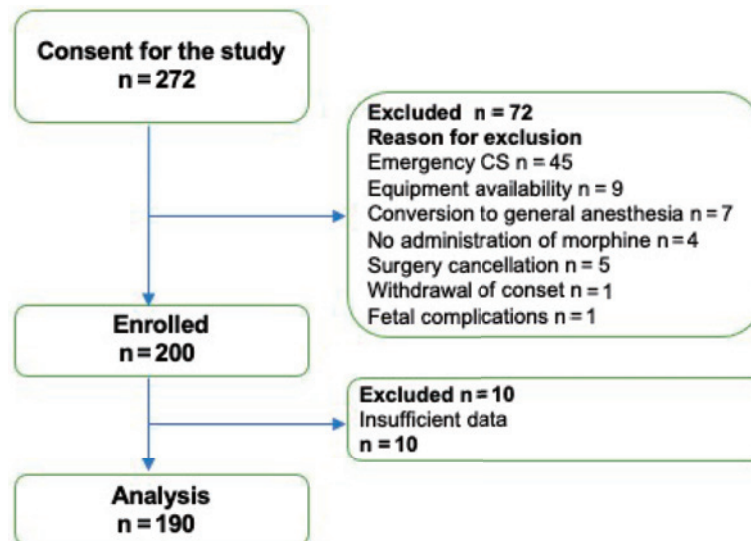 Consent for the study
n = 272
Excluded n = 72
Reason for exclusion
Emergency CS n = 45
Equipment availability n = 9
Conversion to general anesthesia n = 7
No administration of morphine n = 4
Surgery cancellation n = 5
Withdrawal of conset n = 1
Fetal complications n = 1
Enrolled
n = 200
Excluded n = 10
Insufficient data
n = 10
Analysis
n = 190